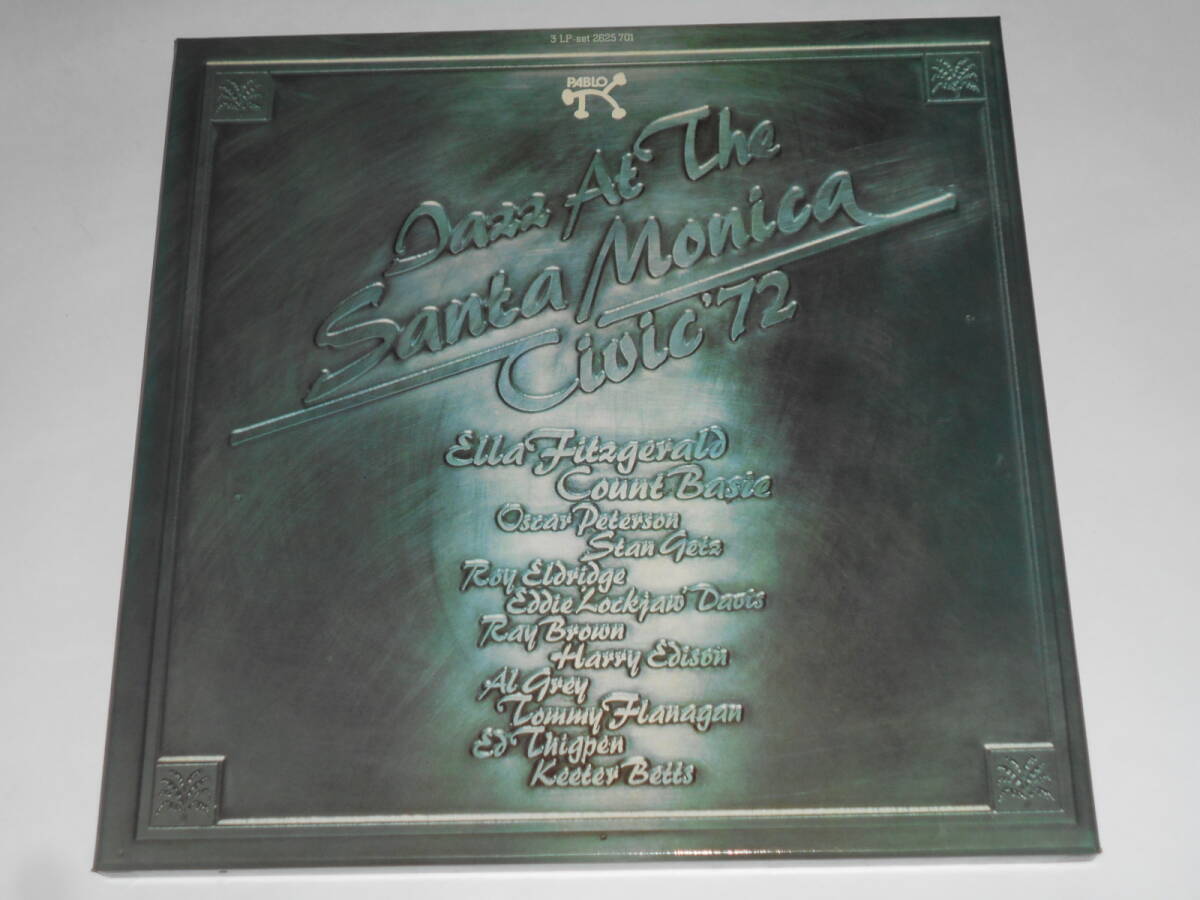 3 LP-set 2625 701
PABLO
Jazz At The
Santa Monica
Civic '72
Ella Fitzgerald
Count Basie
Oscar Peterson
Stan Getz
Roy Eldridge
Eddie 'Lockjaw' Davis
Ray Brown
Harry Edison
Al Grey
Tommy Flanagan
Ed Thigpen
Keeter Betts